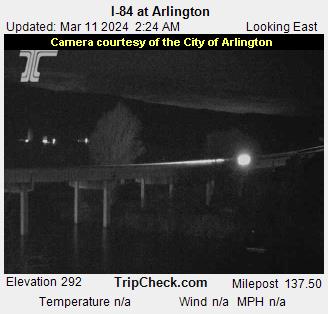 I-84 at Arlington
Updated: Mar 11 2024 2:24 AM Looking East
Camera courtesy of the City of Arlington
Elevation 292 TripCheck.com Milepost 137.50
Temperature n/a Wind n/a MPH n/a